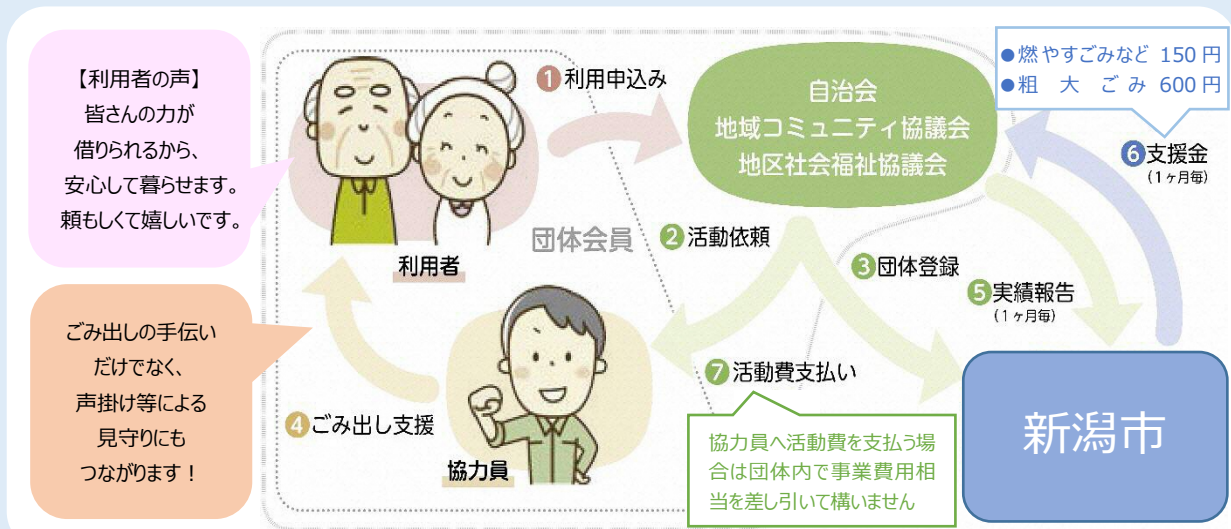 【利用者の声】
皆さんの力が
借りられるから、
安心して暮らせます。
頼もしくて嬉しいです。
ごみ出しの手伝い
だけでなく、
声掛け等による
見守りにも
つながります！
❶利用申込み
利用者
団体会員
自治会
地域コミュニティ協議会
地区社会福祉協議会
●燃やすごみなど 150円
●粗大ごみ 600円
❻支援金
（1ヶ月毎）
❷活動依頼
❸団体登録
❺実績報告
（1ヶ月毎）
❹ごみ出し支援
協力員
❼活動費支払い
協力員へ活動費を支払う場
合は団体内で事業費用相
当を差し引いて構いません
新潟市